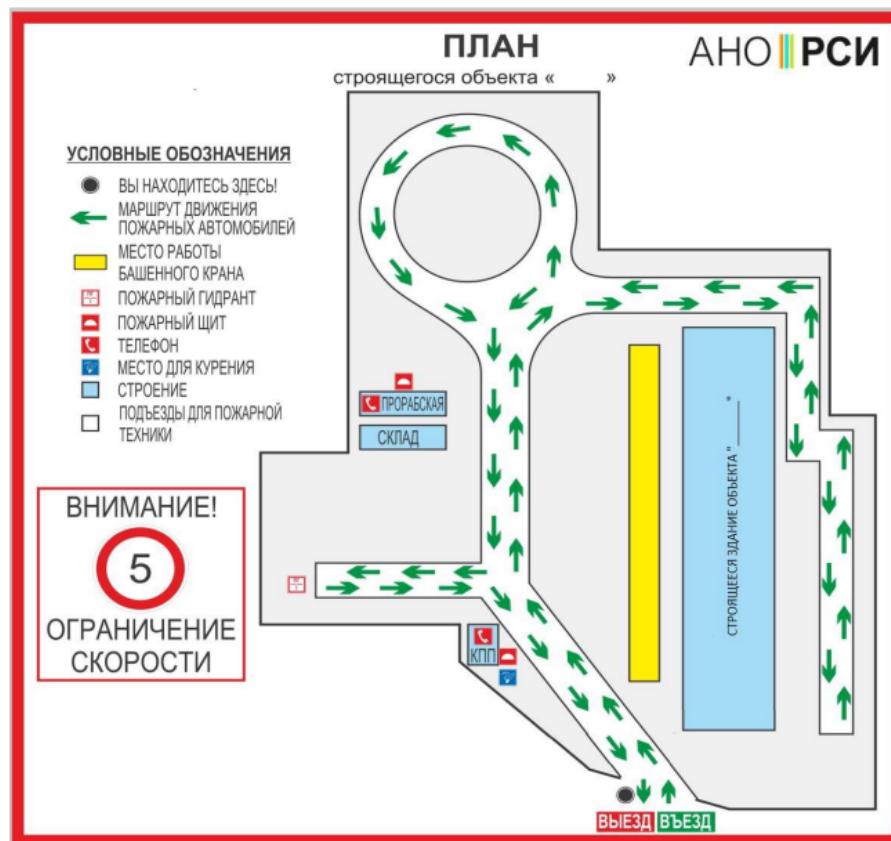 ПЛАН
строящегося объекта « »
АНО РСИ
УСЛОВНЫЕ ОБОЗНАЧЕНИЯ
ВЫ НАХОДИТЕСЬ ЗДЕСЬ!
МАРШРУТ ДВИЖЕНИЯ
ПОЖАРНЫХ АВТОМОБИЛЕЙ
МЕСТО РАБОТЫ
БАШЕННОГО КРАНА
ПОЖАРНЫЙ ГИДРАНТ
ПОЖАРНЫЙ ЩИТ
ТЕЛЕФОН
МЕСТО ДЛЯ КУРЕНИЯ
СТРОЕНИЕ
ПОДЪЕЗДЫ ДЛЯ ПОЖАРНОЙ
ТЕХНИКИ
ПРОРАБСКАЯ
СКЛАД
СТРОЯЩЕЕСЯ ЗДАНИЕ ОБЪЕКТА "________"
ВНИМАНИЕ!
5
ОГРАНИЧЕНИЕ
СКОРОСТИ
КПП
ВЫЕЗД ВЪЕЗД